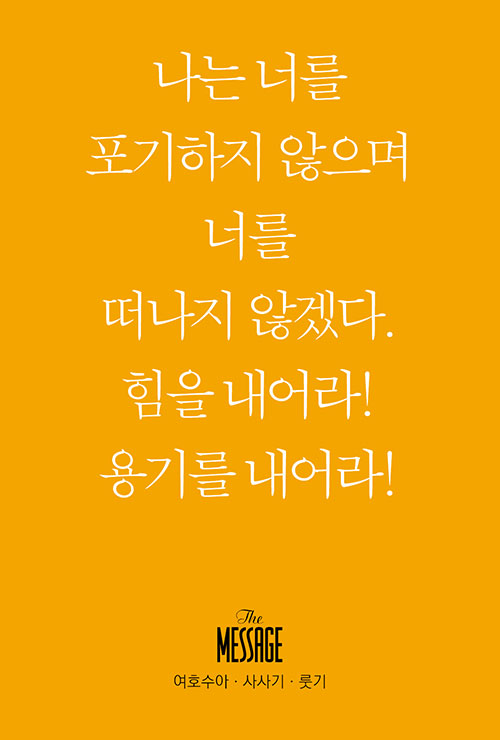 나는 너를
포기하지 않으며
너를
떠나지 않겠다.
힘을 내어라!
용기를 내어라!
The
MESSAGE
여호수아 · 사사기 · 룻기